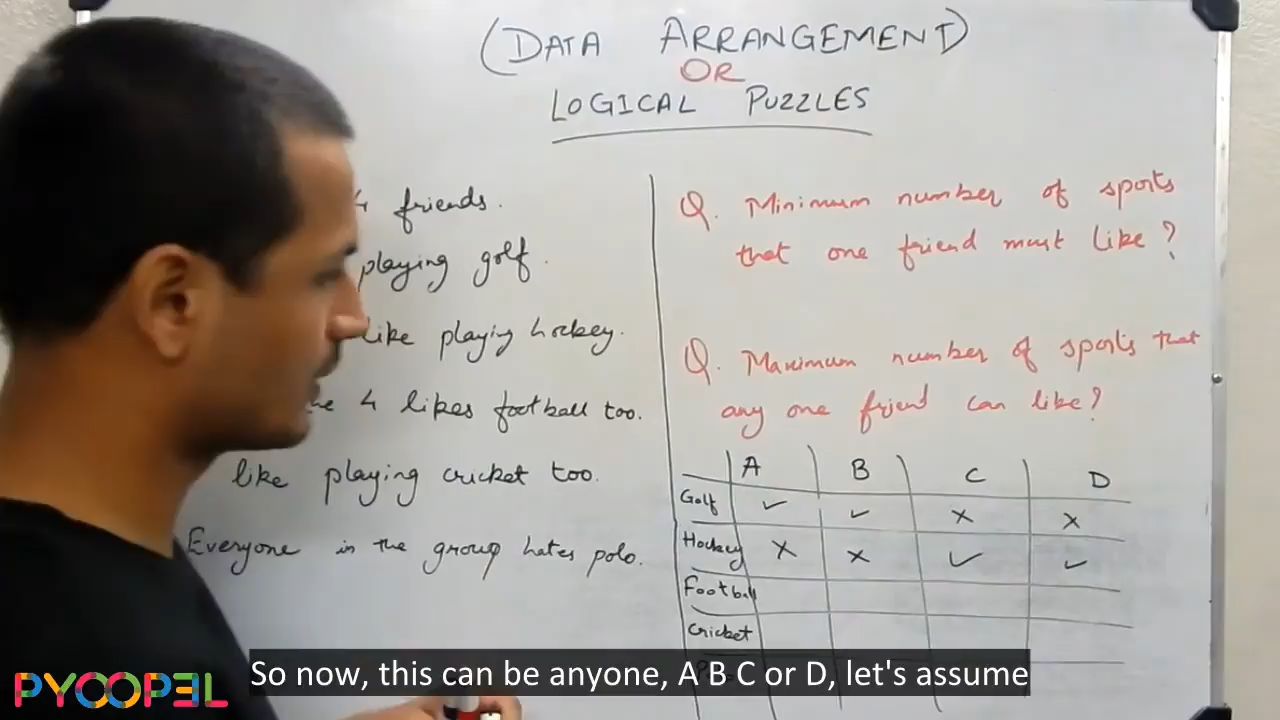 (DATA ARRANGEMENT)
OR
LOGICAL PUZZLES
4 friends.
playing golf.
like playing hockey.
4 likes football too.
like playing cricket too.
Everyone in the group hates polo.
Q. Minimum number of sports
that one friend must like?
Q. Maximum number of sports that
any one friend can like?
A B C D
Golf ✓ ✓ × ×
Hockey × × ✓ ✓
Football
Cricket
So now, this can be anyone, A B C or D, let's assume
PYOOPEL